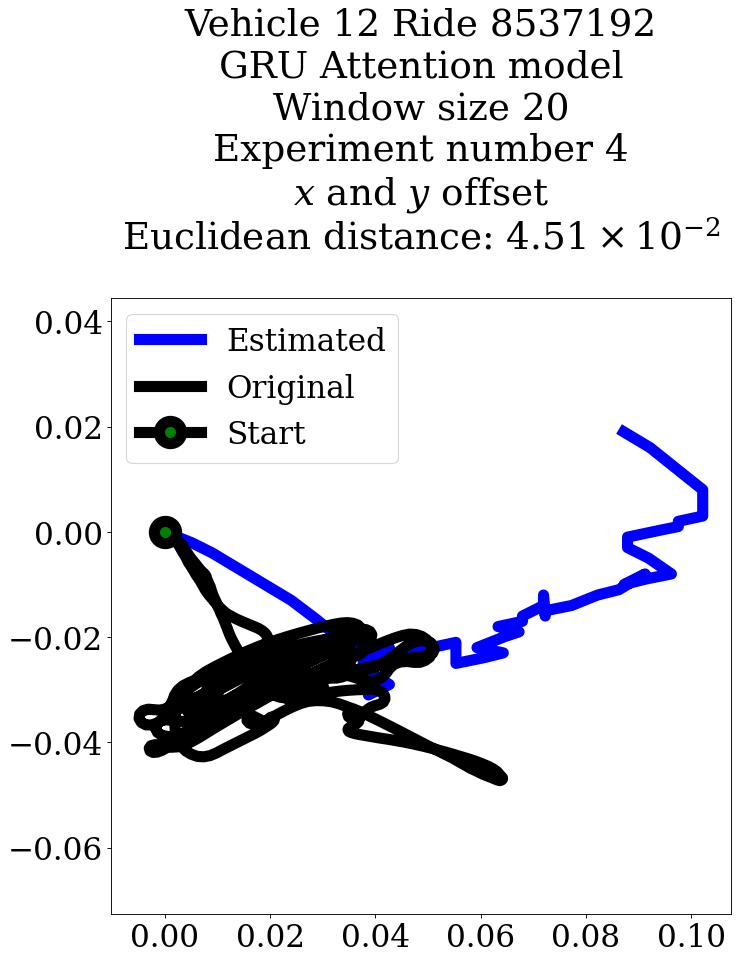 Vehicle 12 Ride 8537192
GRU Attention model
Window size 20
Experiment number 4
x and y offset
Euclidean distance: 4.51 × 10⁻²
Estimated
Original
Start
0.04
0.02
0.00
−0.02
−0.04
−0.06
0.00 0.02 0.04 0.06 0.08 0.10